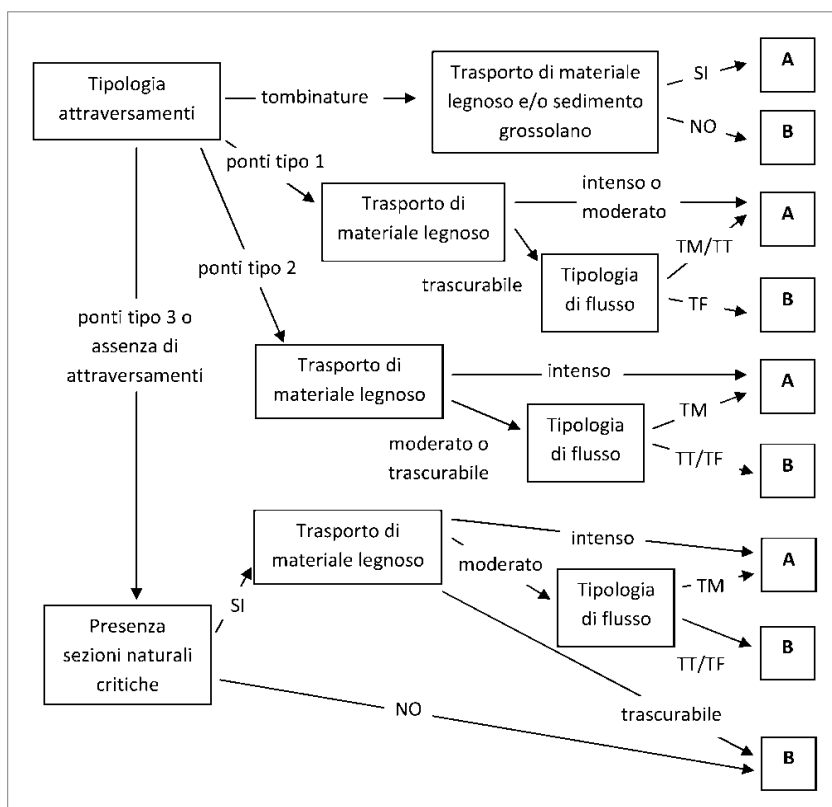 Tipologia
attraversamenti
tombinature
Trasporto di materiale
legnoso e/o sedimento
grossolano
SI
A
NO
B
ponti tipo 1
Trasporto di
materiale legnoso
intenso o
moderato
A
trascurabile
Tipologia
di flusso
TM/TT
TF
B
ponti tipo 2
Trasporto di
materiale legnoso
intenso
A
moderato o
trascurabile
Tipologia
di flusso
TM
TT/TF
B
ponti tipo 3 o
assenza di
attraversamenti
Presenza
sezioni naturali
critiche
SI
Trasporto di
materiale legnoso
intenso
A
moderato
Tipologia
di flusso
TM
TT/TF
B
trascurabile
NO
B